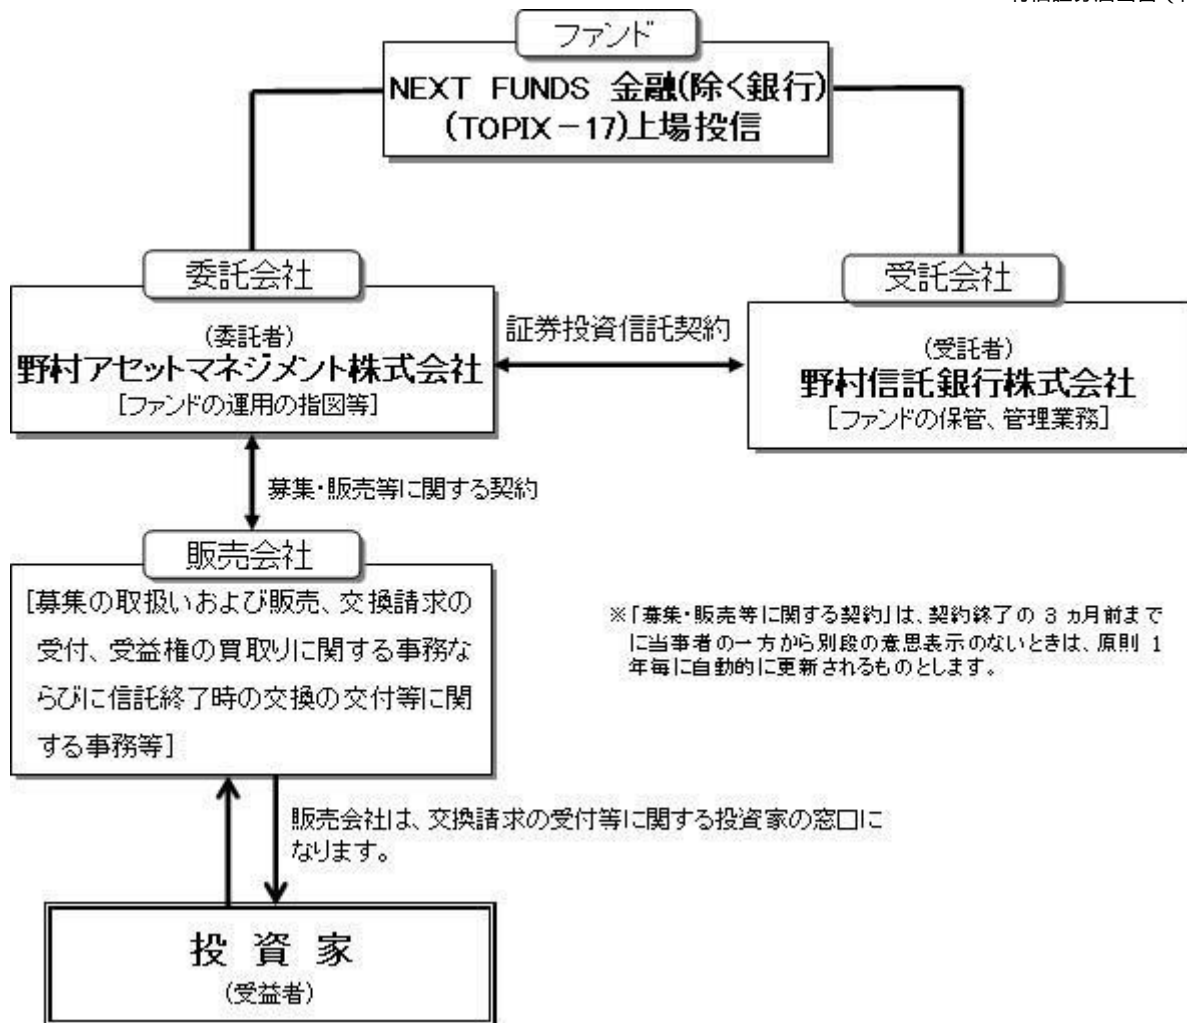 ファンド
NEXT FUNDS 金融(除く銀行)
(TOPIX－17)上場投信
委託会社
(委託者)
野村アセットマネジメント株式会社
[ファンドの運用の指図等]
証券投資信託契約
受託会社
(受託者)
野村信託銀行株式会社
[ファンドの保管、管理業務]
募集・販売等に関する契約
販売会社
[募集の取扱いおよび販売、交換請求の
受付、受益権の買取りに関する事務な
らびに信託終了時の交換の交付等に関
する事務等]
※「募集・販売等に関する契約」は、契約終了の 3 ヵ月前まで
に当事者の一方から別段の意思表示のないときは、原則 1
年毎に自動的に更新されるものとします。
販売会社は、交換請求の受付等に関する投資家の窓口に
なります。
投 資 家
(受益者)